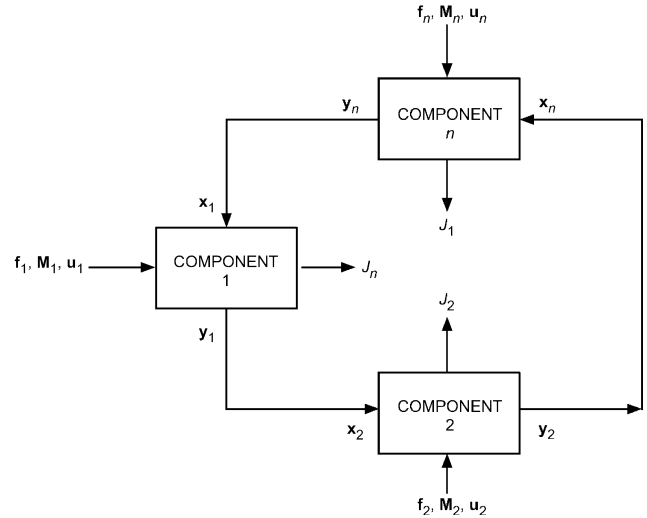 f_n, M_n, u_n
y_n
COMPONENT
n
x_n
x_1
J_1
COMPONENT
1
f_1, M_1, u_1
J_n
J_2
y_1
COMPONENT
2
x_2
y_2
f_2, M_2, u_2